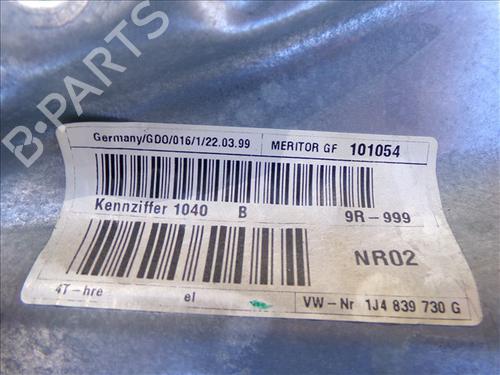 B-PARTS
Germany/GDO/016/1/22.03.99 MERITOR GF 101054
Kennziffer 1040 B 9R-999
NR02
4T-hre el VW-Nr 1J4 839 730 G